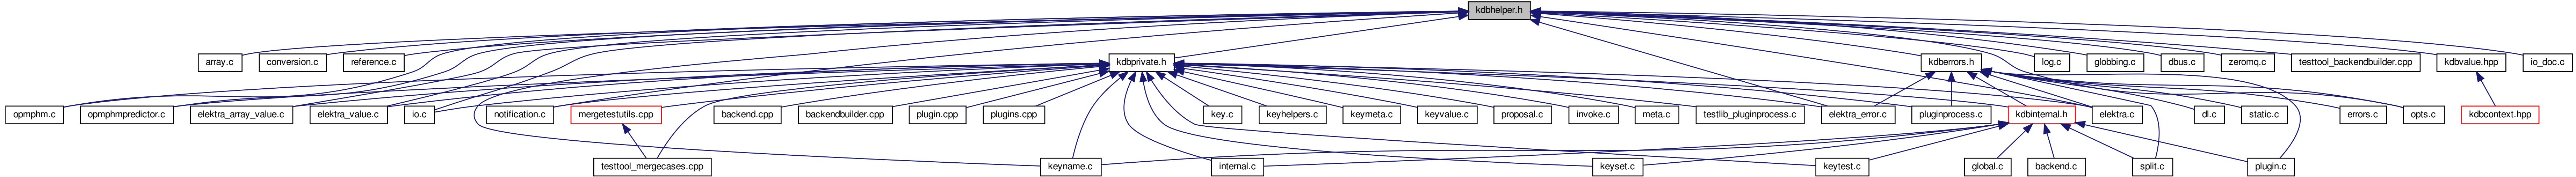 kdbhelper.h
array.c
conversion.c
reference.c
kdbprivate.h
kdberrors.h
log.c
globbing.c
dbus.c
zeromq.c
testtool_backendbuilder.cpp
kdbvalue.hpp
io_doc.c
opmphm.c
opmphmpredictor.c
elektra_array_value.c
elektra_value.c
io.c
notification.c
mergetestutils.cpp
backend.cpp
backendbuilder.cpp
plugin.cpp
plugins.cpp
key.c
keyhelpers.c
keymeta.c
keyvalue.c
proposal.c
invoke.c
meta.c
testlib_pluginprocess.c
elektra_error.c
pluginprocess.c
kdbinternal.h
elektra.c
dl.c
static.c
errors.c
opts.c
kdbcontext.hpp
testtool_mergecases.cpp
keyname.c
internal.c
keyset.c
keytest.c
global.c
backend.c
split.c
plugin.c